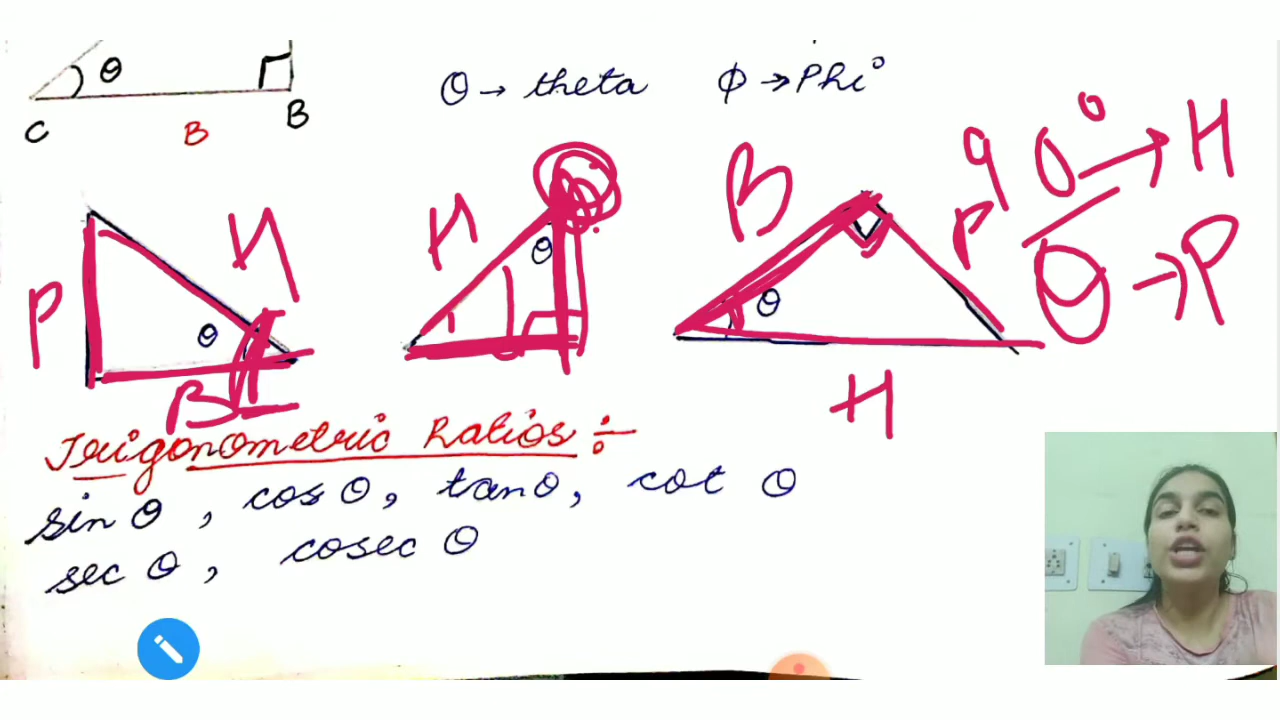 θ
C B B
θ → theta φ → Phi
90° → H
θ → P
P H B θ
H θ
B P θ H
Trigonometric Ratios ÷
sin θ , cos θ , tan θ , cot θ
sec θ , cosec θ